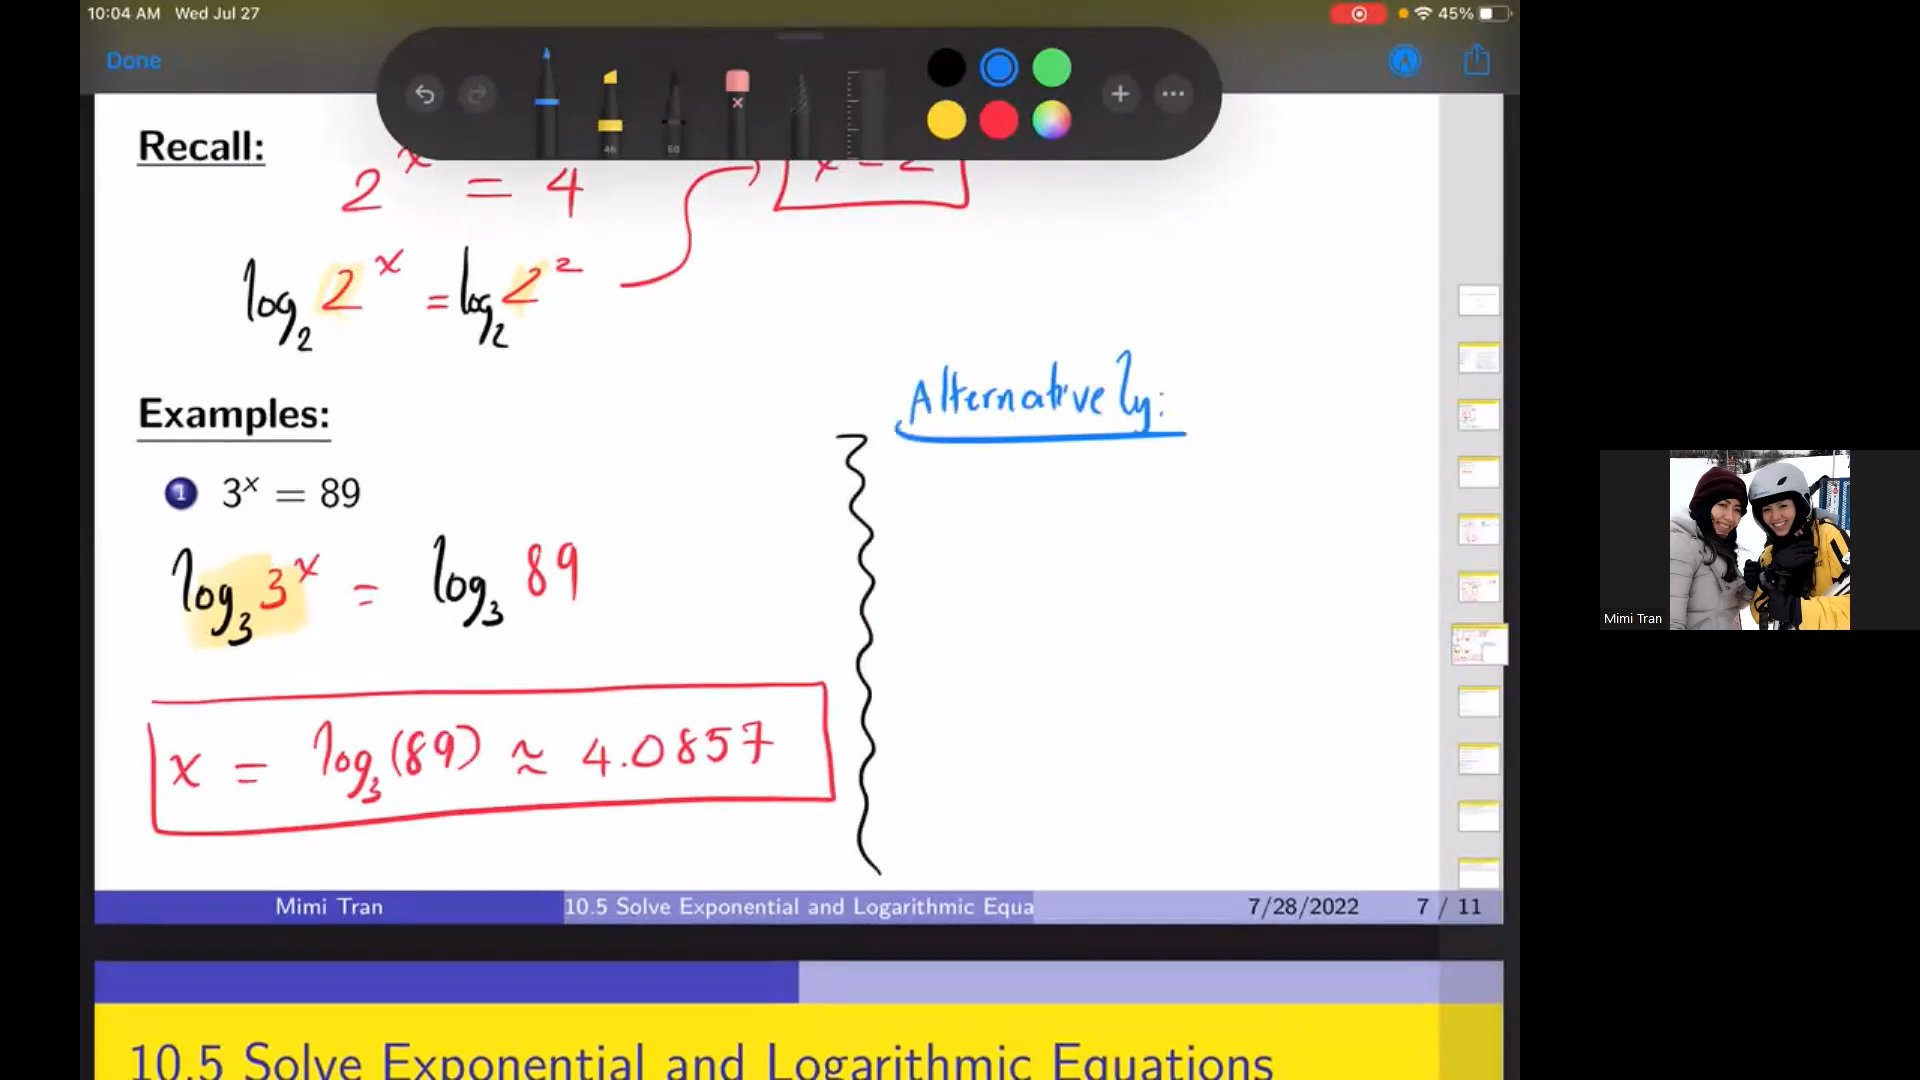 10:04 AM Wed Jul 27
45%
Done
46
50
Recall:
2^x = 4
x = 2
log_2 2^x = log_2 2^2
Examples:
1 3^x = 89
log_3 3^x = log_3 89
x = log_3(89) ≈ 4.0857
Alternatively:
Mimi Tran
10.5 Solve Exponential and Logarithmic Equa
7/28/2022
7 / 11
10.5 Solve Exponential and Logarithmic Equations
Mimi Tran